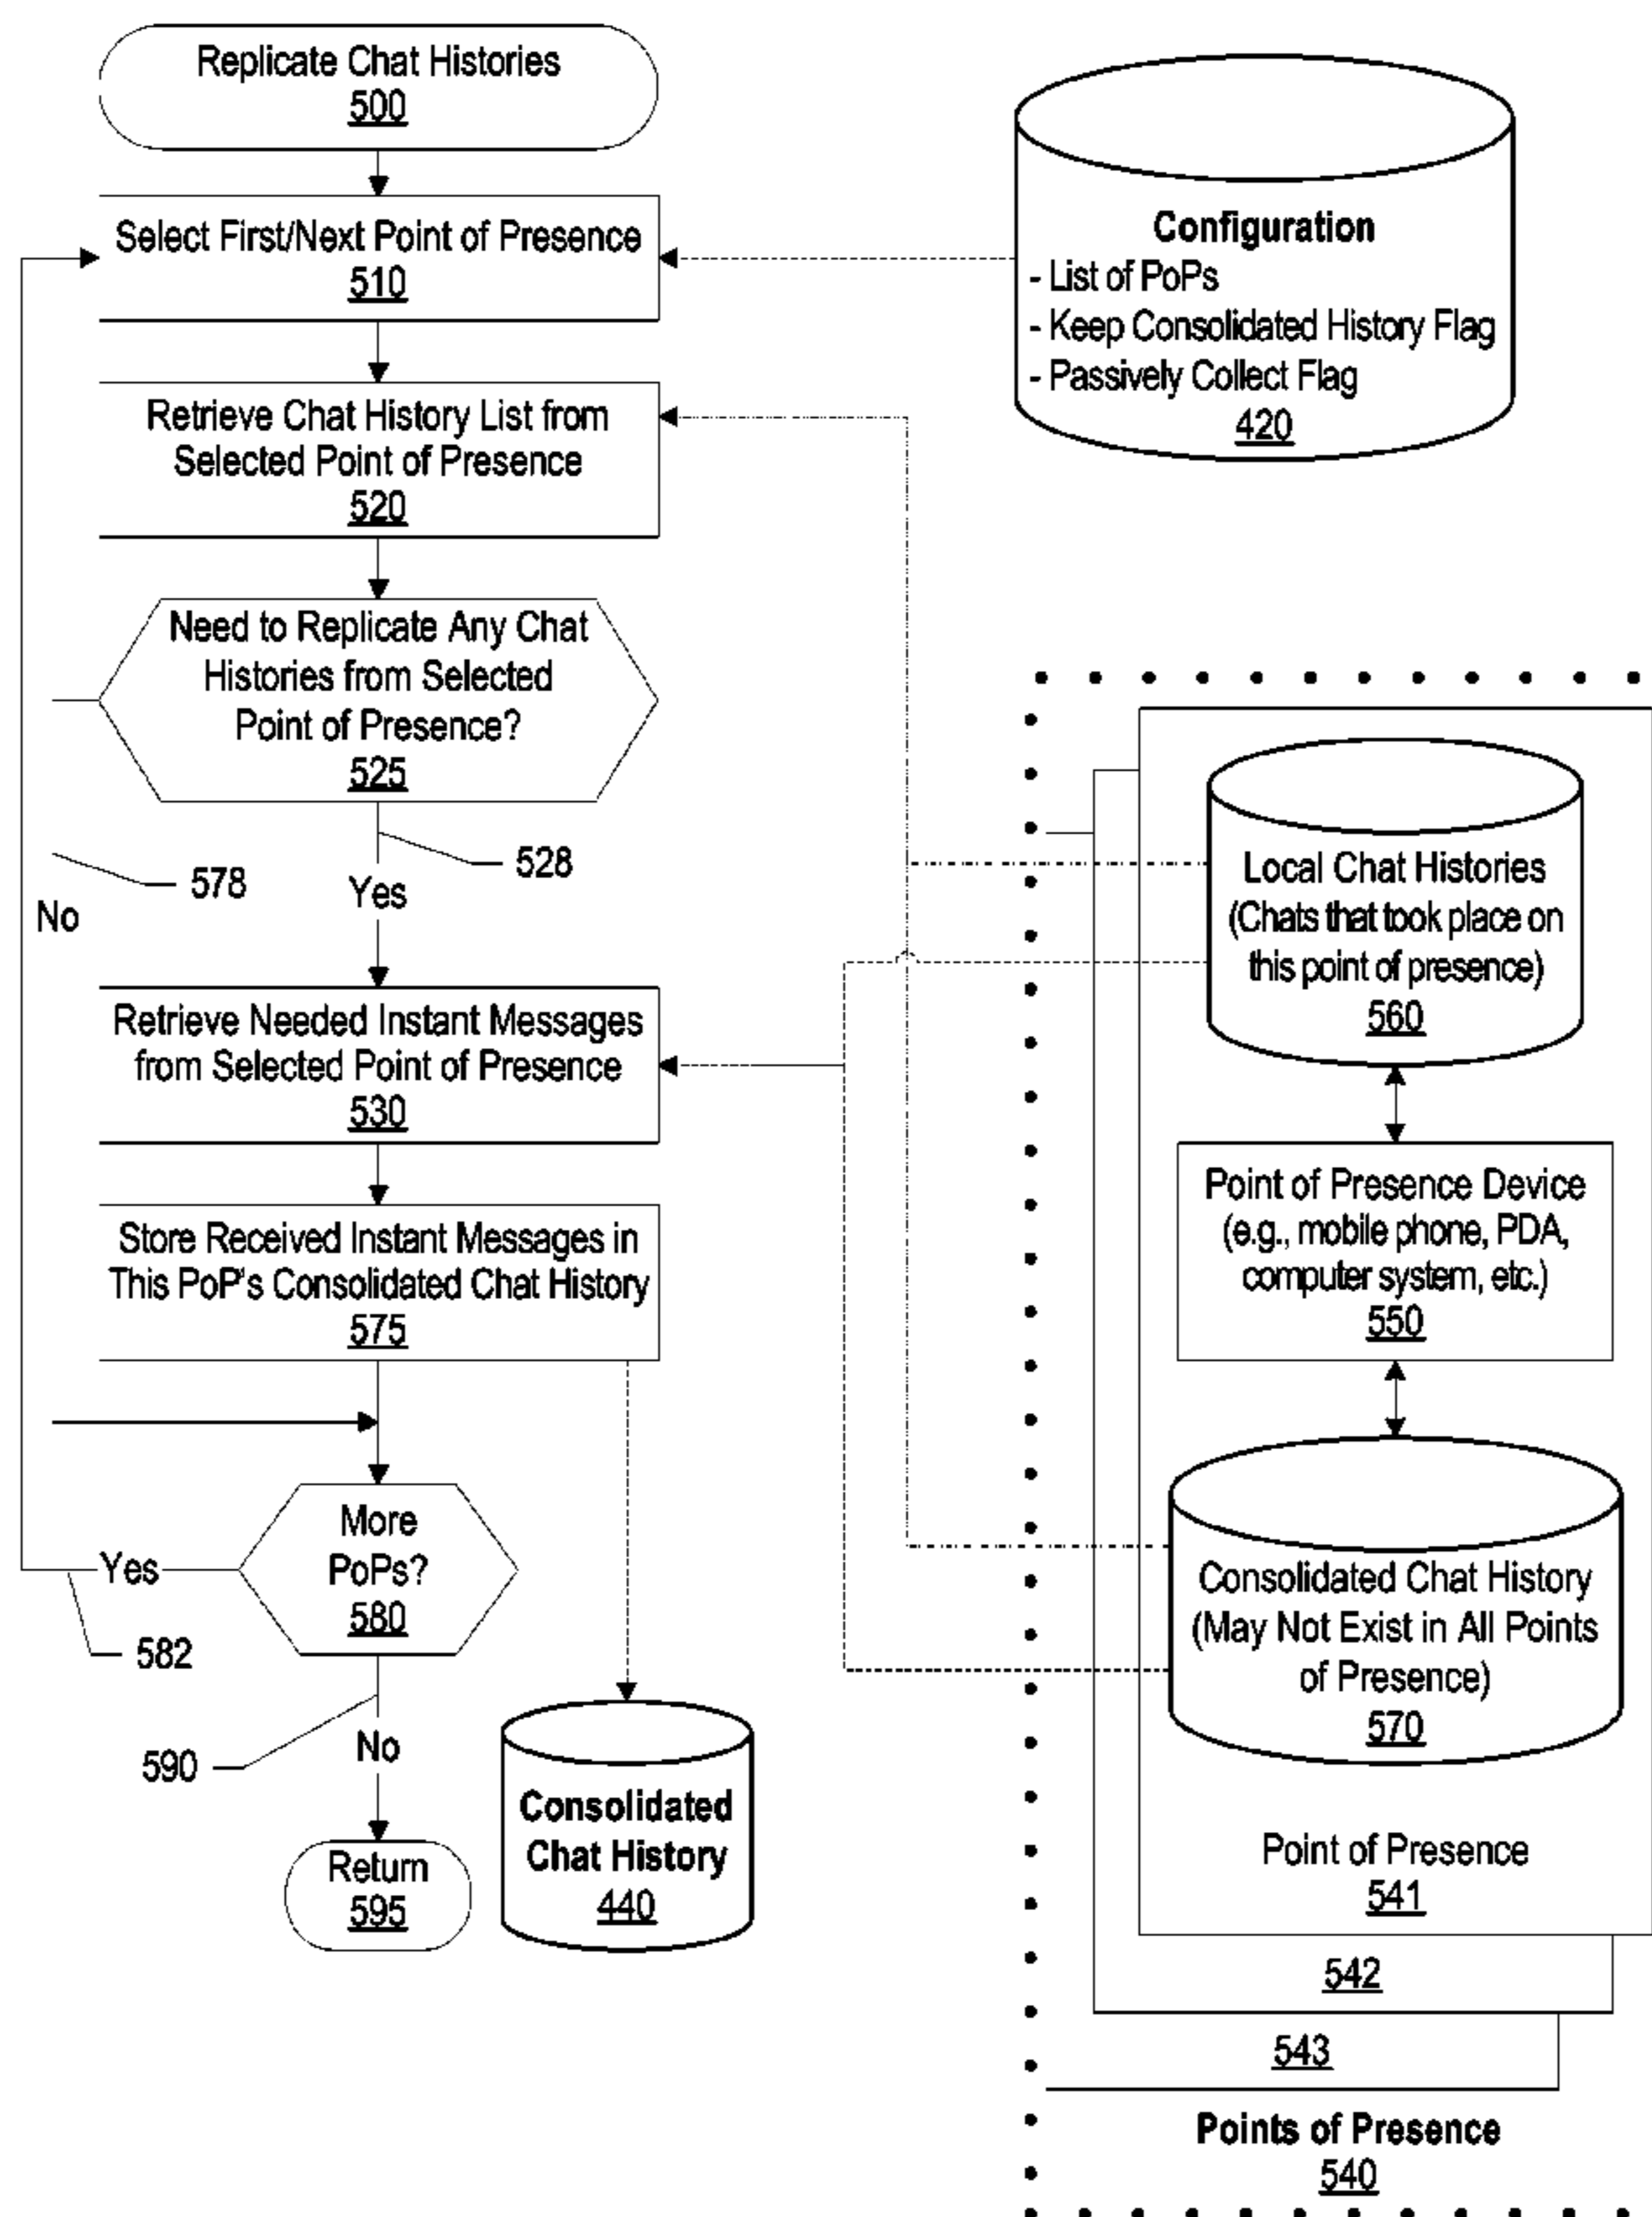 Replicate Chat Histories
500
Select First/Next Point of Presence
510
Retrieve Chat History List from
Selected Point of Presence
520
Need to Replicate Any Chat
Histories from Selected
Point of Presence?
525
528
578
Yes
No
Retrieve Needed Instant Messages
from Selected Point of Presence
530
Store Received Instant Messages in
This PoP's Consolidated Chat History
575
More
PoPs?
580
Yes
582
590
No
Return
595
Consolidated
Chat History
440
Configuration
- List of PoPs
- Keep Consolidated History Flag
- Passively Collect Flag
420
Local Chat Histories
(Chats that took place on
this point of presence)
560
Point of Presence Device
(e.g., mobile phone, PDA,
computer system, etc.)
550
Consolidated Chat History
(May Not Exist in All Points
of Presence)
570
Point of Presence
541
542
543
Points of Presence
540